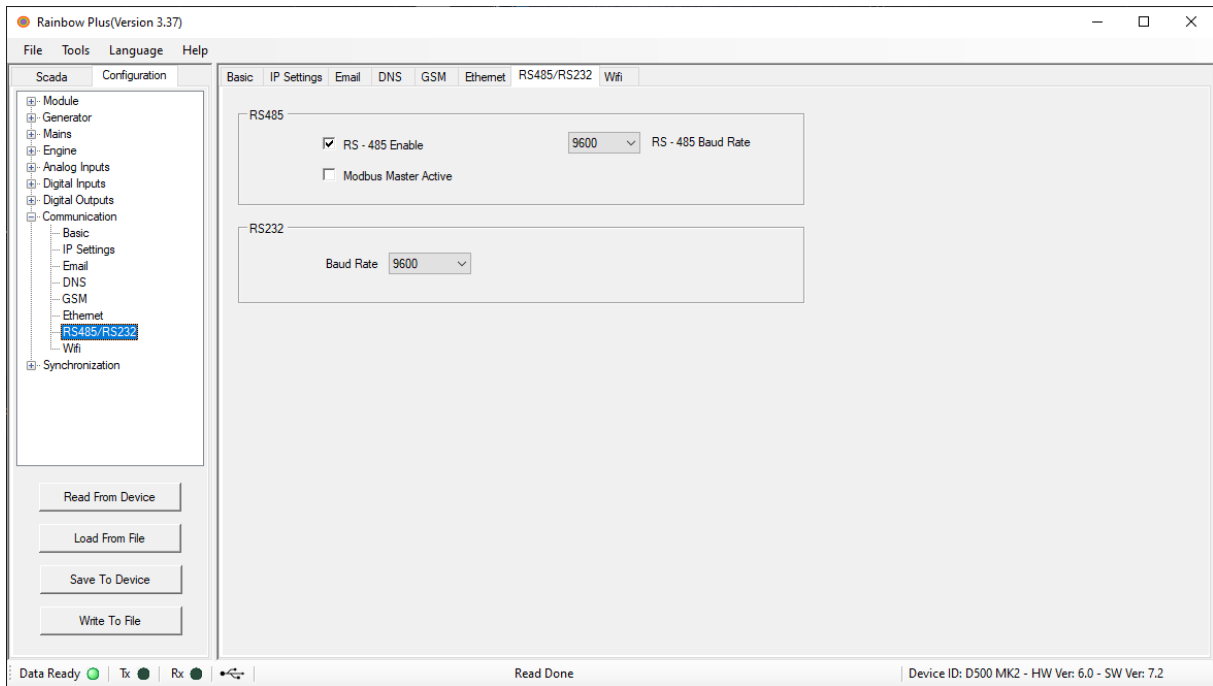 Rainbow Plus(Version 3.37)
File Tools Language Help
Scada Configuration
Basic IP Settings Email DNS GSM Ethernet RS485/RS232 Wifi
Module
Generator
Mains
Engine
Analog Inputs
Digital Inputs
Digital Outputs
Communication
Basic
IP Settings
Email
DNS
GSM
Ethernet
RS485/RS232
Wifi
Synchronization
RS485
RS - 485 Enable 9600 RS - 485 Baud Rate
Modbus Master Active
RS232
Baud Rate 9600
Read From Device
Load From File
Save To Device
Write To File
Data Ready Tx Rx Read Done Device ID: D500 MK2 - HW Ver: 6.0 - SW Ver: 7.2